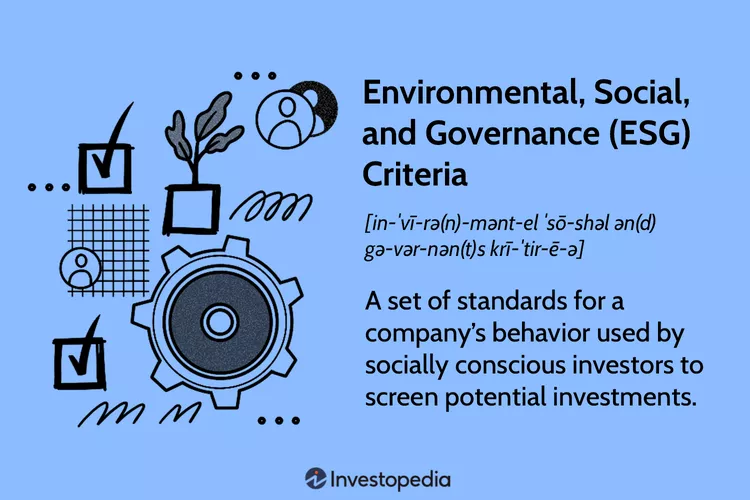 Environmental, Social,
and Governance (ESG)
Criteria
[in-ˈvī-rə(n)-mənt-el ˈsō-shəl ən(d)
gə-vər-nən(t)s krī-ˈtir-ē-ə]
A set of standards for a
company’s behavior used by
socially conscious investors to
screen potential investments.
Investopedia